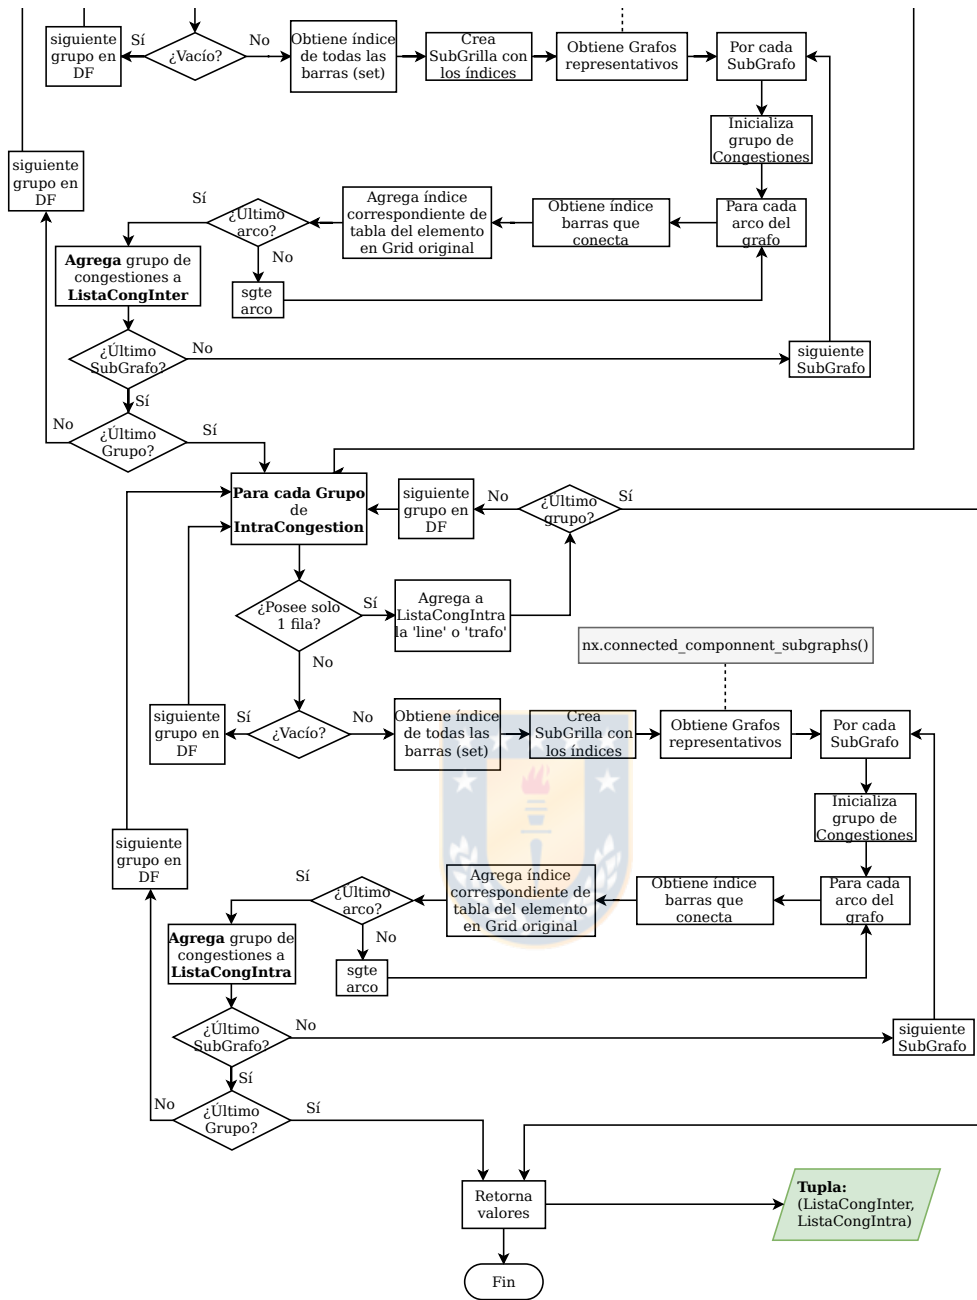 siguiente
grupo en
DF
Sí
¿Vacío?
No
Obtiene índice
de todas las
barras (set)
Crea
SubGrilla con
los índices
Obtiene Grafos
representativos
Por cada
SubGrafo
Inicializa
grupo de
Congestiones
siguiente
grupo en
DF
Sí
¿Último
arco?
No
Agrega índice
correspondiente de
tabla del elemento
en Grid original
Obtiene índice
barras que
conecta
Para cada
arco del
grafo
Agrega grupo de
congestiones a
ListaCongInter
sgte
arco
¿Último
SubGrafo?
No
siguiente
SubGrafo
Sí
No
¿Último
Grupo?
Sí
Para cada Grupo
de
IntraCongestion
siguiente
grupo en
DF
No
¿Último
grupo?
Sí
¿Posee solo
1 fila?
Sí
Agrega a
ListaCongIntra
la 'line' o 'trafo'
No
nx.connected_componnent_subgraphs()
siguiente
grupo en
DF
Sí
¿Vacío?
No
Obtiene índice
de todas las
barras (set)
Crea
SubGrilla con
los índices
Obtiene Grafos
representativos
Por cada
SubGrafo
Inicializa
grupo de
Congestiones
siguiente
grupo en
DF
Sí
¿Último
arco?
No
Agrega índice
correspondiente de
tabla del elemento
en Grid original
Obtiene índice
barras que
conecta
Para cada
arco del
grafo
Agrega grupo de
congestiones a
ListaCongIntra
sgte
arco
¿Último
SubGrafo?
No
siguiente
SubGrafo
Sí
No
¿Último
Grupo?
Sí
Retorna
valores
Tupla:
(ListaCongInter,
ListaCongIntra)
Fin